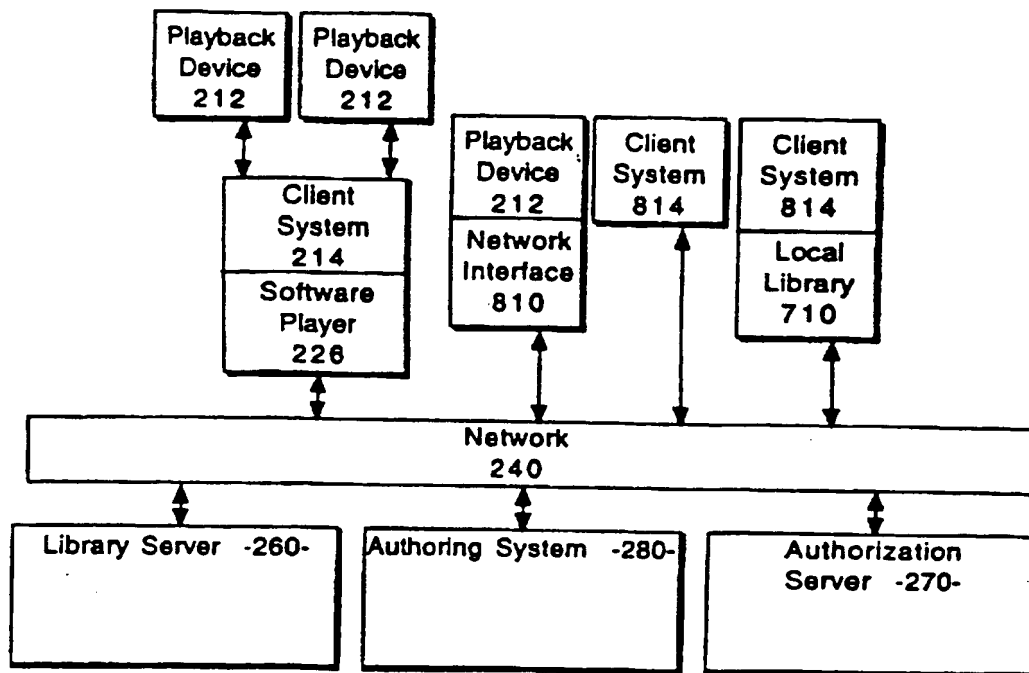 Playback
Device
212
Playback
Device
212
Client
System
214
Software
Player
226
Playback
Device
212
Network
Interface
810
Client
System
814
Client
System
814
Local
Library
710
Network
240
Library Server -260-
Authoring System -280-
Authorization
Server -270-